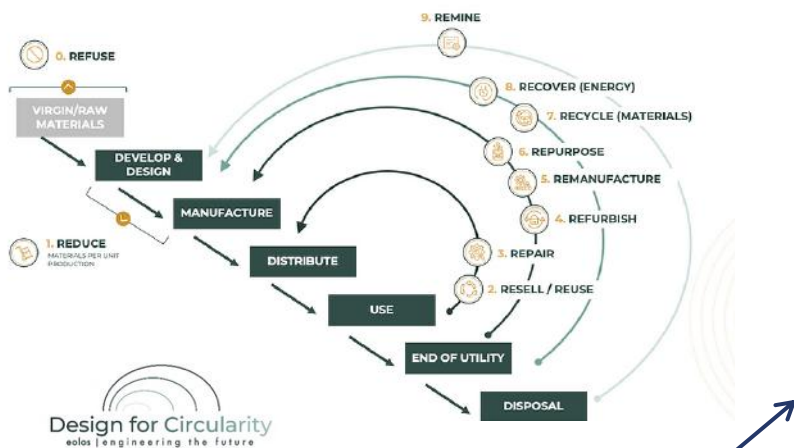 9. REMINE
0. REFUSE
8. RECOVER (ENERGY)
VIRGIN/RAW
MATERIALS
7. RECYCLE (MATERIALS)
6. REPURPOSE
DEVELOP &
DESIGN
5. REMANUFACTURE
MANUFACTURE
4. REFURBISH
1. REDUCE
MATERIALS PER UNIT
PRODUCTION
3. REPAIR
DISTRIBUTE
2. RESELL / REUSE
USE
END OF UTILITY
DISPOSAL
Design for Circularity
eolos | engineering the future